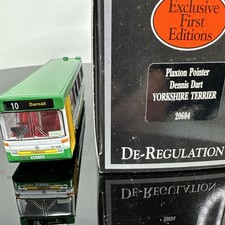 Exclusive
First
Editions
Plaxton Pointer
Dennis Dart
YORKSHIRE TERRIER
20604
DE-REGULATION
10 Darnall